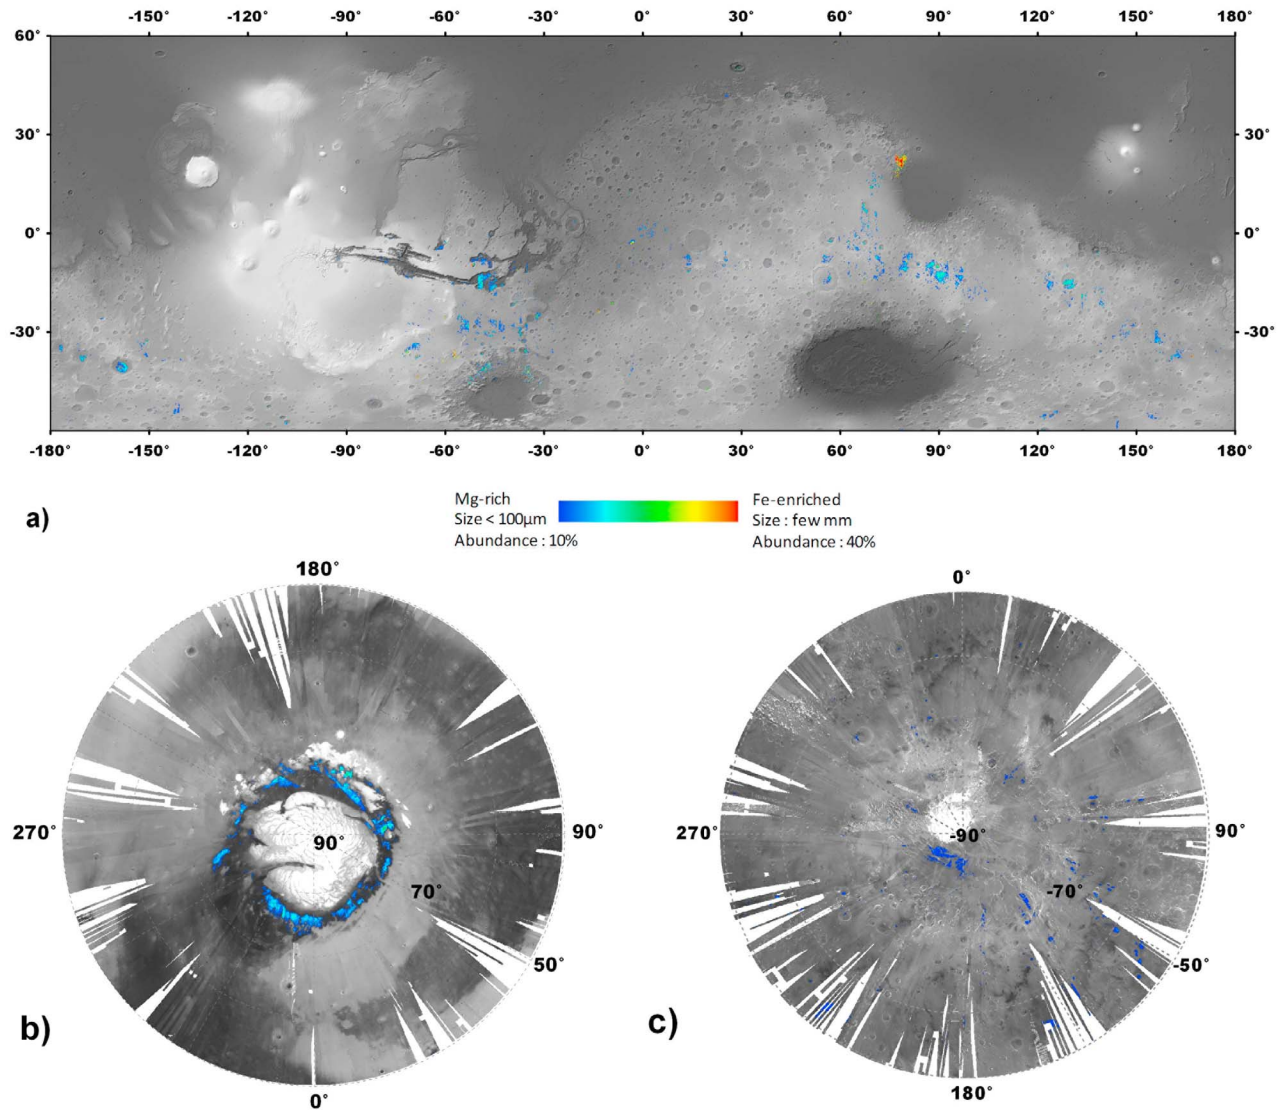 -150° -120° -90° -60° -30° 0° 30° 60° 90° 120° 150° 180°
60°
30° 30°
0° 0°
-30° -30°
-180 -150 -120° -90° -60° -30° 0° 30° 60° 90° 120° 150° 180°
a)
Mg-rich
Size < 100µm
Abundance : 10%
Fe-enriched
Size : few mm
Abundance : 40%
180°
270° 90° 90°
70°
50°
b)
0°
0°
270° -90° 90°
-70°
-50°
c)
180°